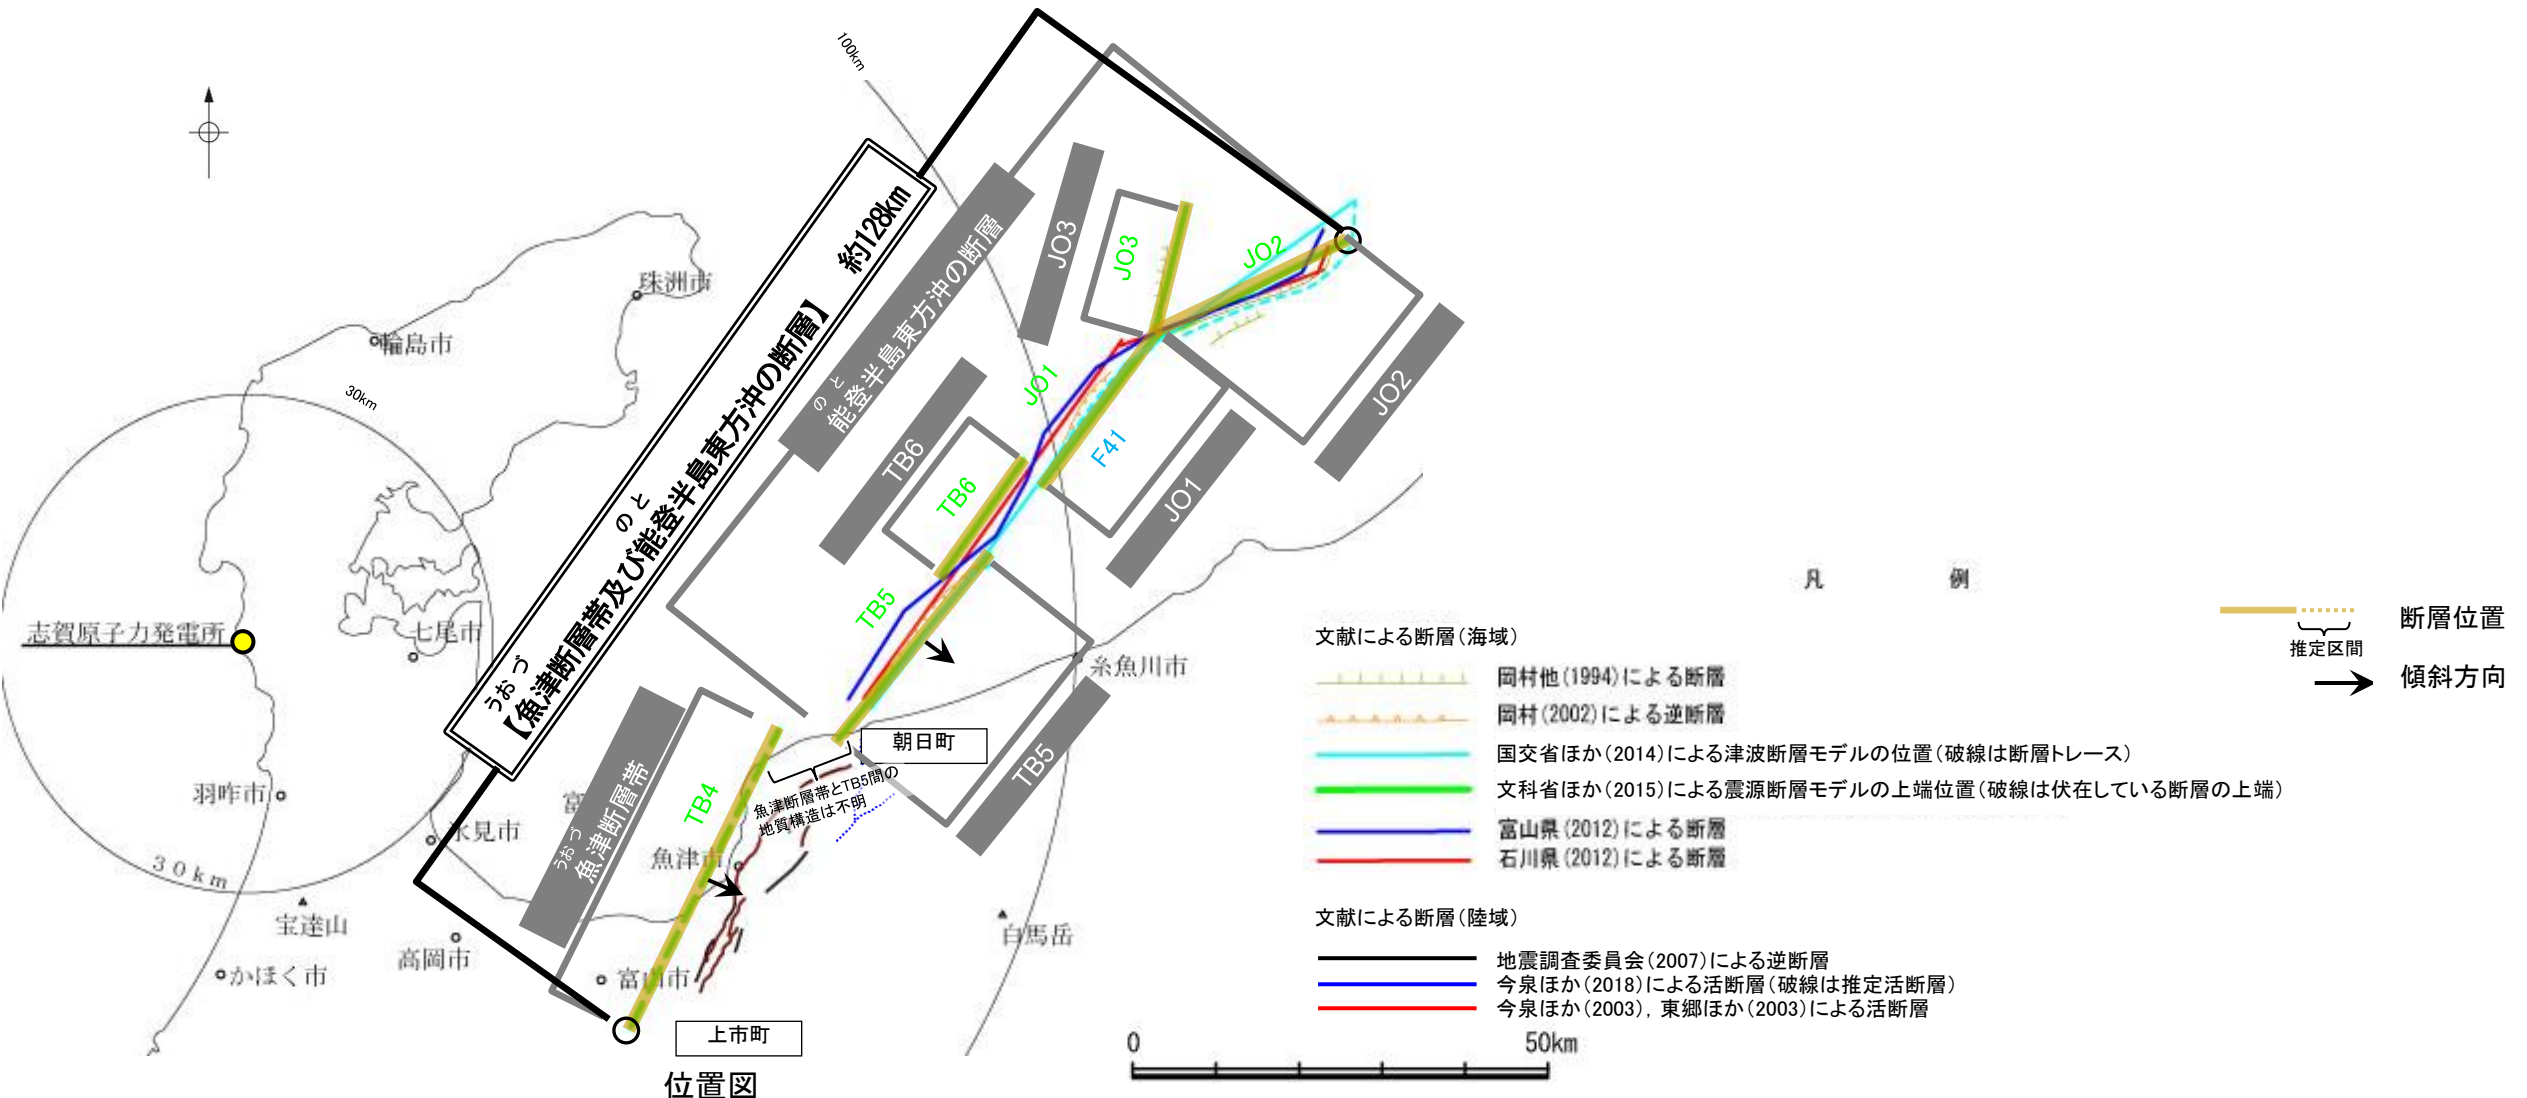 100km
30km
珠洲市
輪島市
志賀原子力発電所
七尾市
羽咋市
氷見市
30km
宝達山
かほく市
高岡市
富山市
魚津市
糸魚川市
白馬岳
朝日町
上市町
うおづ
のと
【魚津断層帯及び能登半島東方沖の断層】 約128km
のと
能登半島東方沖の断層
うおづ
魚津断層帯
JO3
JO3
JO2
JO2
JO1
JO1
F41
TB6
TB6
TB5
TB5
TB4
魚津断層帯とTB5間の
地質構造は不明
位置図
凡 例
断層位置
推定区間
傾斜方向
文献による断層(海域)
岡村他(1994)による断層
岡村(2002)による逆断層
国交省ほか(2014)による津波断層モデルの位置(破線は断層トレース)
文科省ほか(2015)による震源断層モデルの上端位置(破線は伏在している断層の上端)
富山県(2012)による断層
石川県(2012)による断層
文献による断層(陸域)
地震調査委員会(2007)による逆断層
今泉ほか(2018)による活断層(破線は推定活断層)
今泉ほか(2003),東郷ほか(2003)による活断層
0 50km